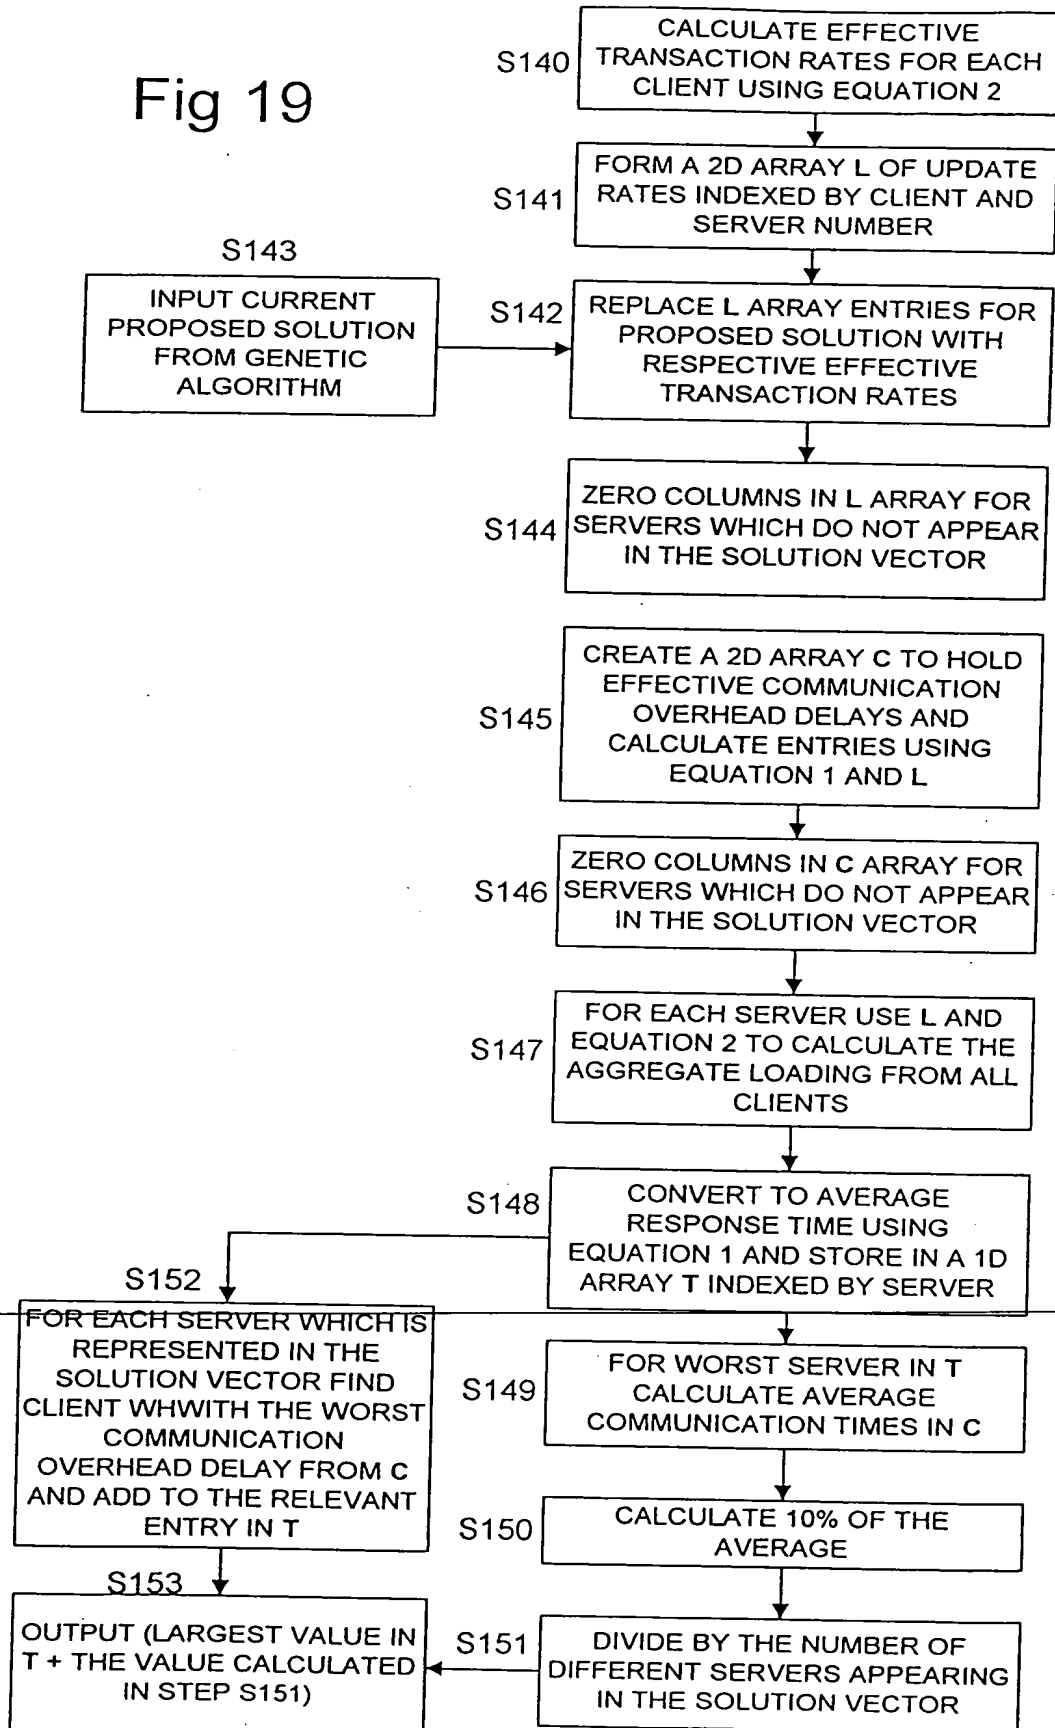 Fig 19
S140
CALCULATE EFFECTIVE
TRANSACTION RATES FOR EACH
CLIENT USING EQUATION 2
S141
FORM A 2D ARRAY L OF UPDATE
RATES INDEXED BY CLIENT AND
SERVER NUMBER
S143
INPUT CURRENT
PROPOSED SOLUTION
FROM GENETIC
ALGORITHM
S142
REPLACE L ARRAY ENTRIES FOR
PROPOSED SOLUTION WITH
RESPECTIVE EFFECTIVE
TRANSACTION RATES
S144
ZERO COLUMNS IN L ARRAY FOR
SERVERS WHICH DO NOT APPEAR
IN THE SOLUTION VECTOR
S145
CREATE A 2D ARRAY C TO HOLD
EFFECTIVE COMMUNICATION
OVERHEAD DELAYS AND
CALCULATE ENTRIES USING
EQUATION 1 AND L
S146
ZERO COLUMNS IN C ARRAY FOR
SERVERS WHICH DO NOT APPEAR
IN THE SOLUTION VECTOR
S147
FOR EACH SERVER USE L AND
EQUATION 2 TO CALCULATE THE
AGGREGATE LOADING FROM ALL
CLIENTS
S148
CONVERT TO AVERAGE
RESPONSE TIME USING
EQUATION 1 AND STORE IN A 1D
ARRAY T INDEXED BY SERVER
S152
FOR EACH SERVER WHICH IS
REPRESENTED IN THE
SOLUTION VECTOR FIND
CLIENT WHWITH THE WORST
COMMUNICATION
OVERHEAD DELAY FROM C
AND ADD TO THE RELEVANT
ENTRY IN T
S149
FOR WORST SERVER IN T
CALCULATE AVERAGE
COMMUNICATION TIMES IN C
S150
CALCULATE 10% OF THE
AVERAGE
S153
OUTPUT (LARGEST VALUE IN
T + THE VALUE CALCULATED
IN STEP S151)
S151
DIVIDE BY THE NUMBER OF
DIFFERENT SERVERS APPEARING
IN THE SOLUTION VECTOR